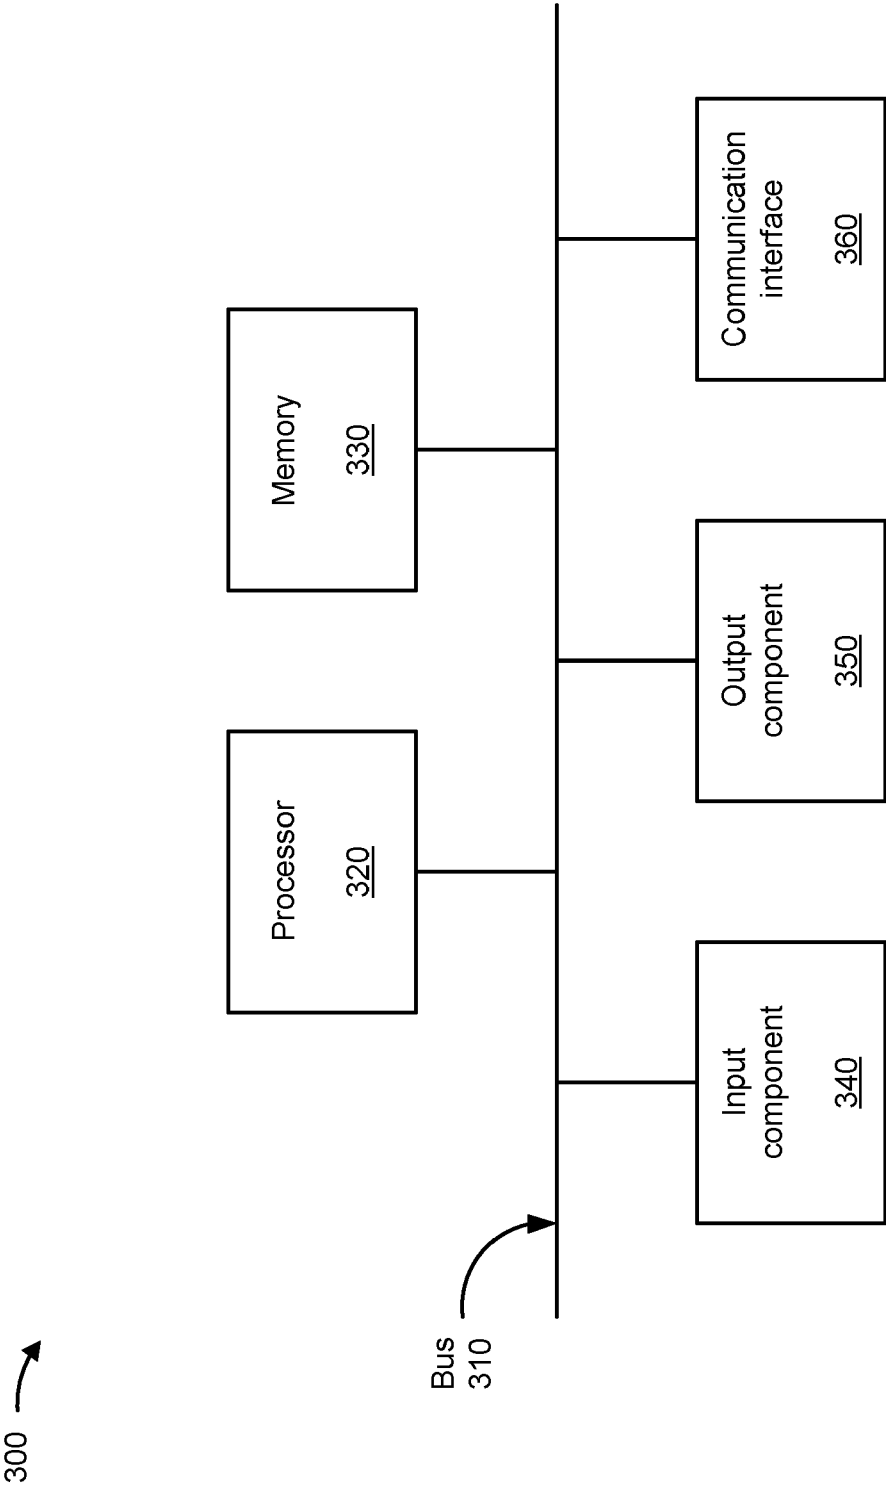 300
Bus
310
Processor
320
Memory
330
Input
component
340
Output
component
350
Communication
interface
360